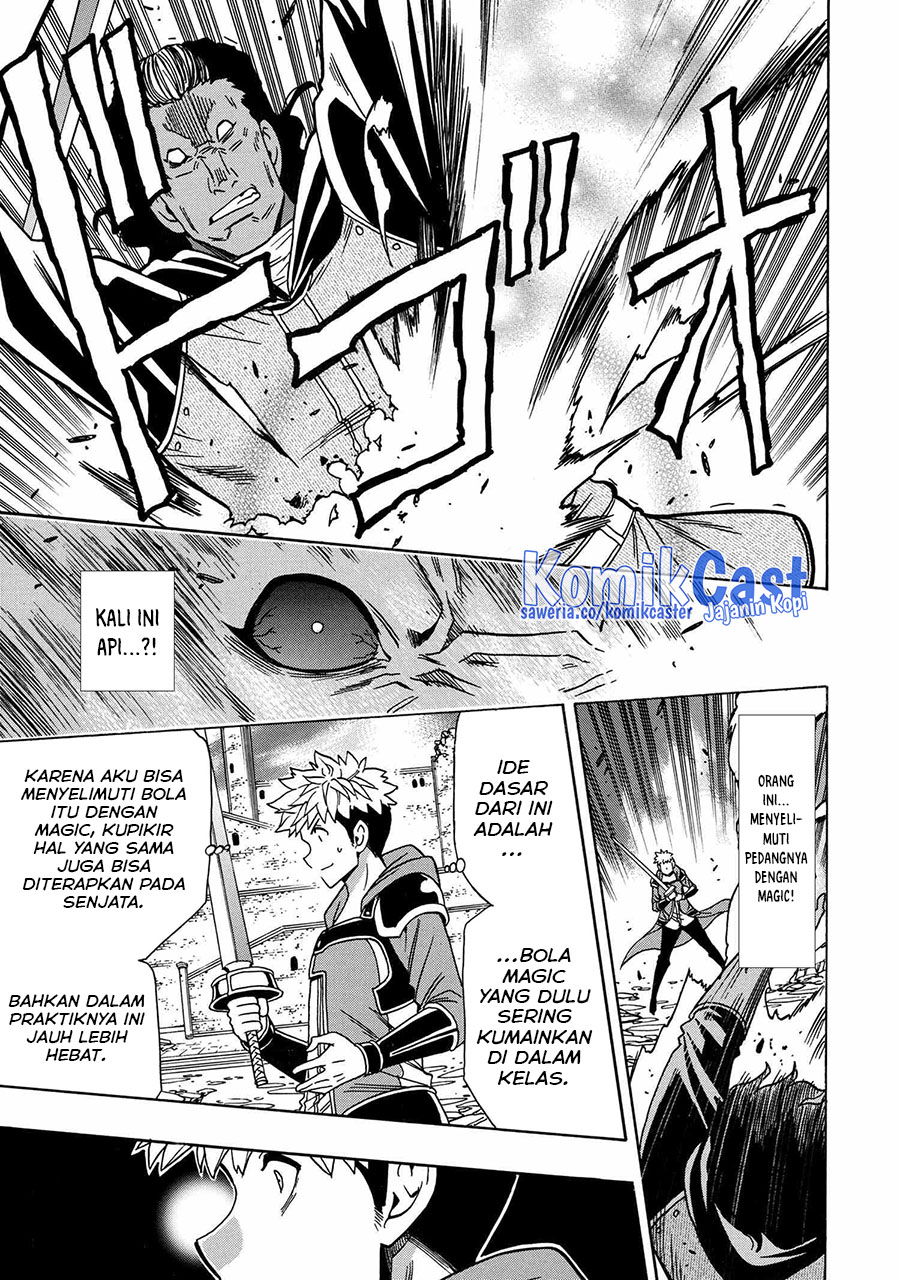 ドゴォ
KomikCast
saweria.co/komikcaster Jajanin Kopi
KALI INI
API...?!
ORANG
INI...
MENYELI-
MUTI
PEDANGNYA
DENGAN
MAGIC!
IDE
DASAR
DARI INI
ADALAH
...
...BOLA
MAGIC
YANG DULU
SERING
KUMAINKAN
DI DALAM
KELAS.
KARENA AKU BISA
MENYELIMUTI BOLA
ITU DENGAN
MAGIC, KUPIKIR
HAL YANG SAMA
JUGA BISA
DITERAPKAN PADA
SENJATA.
BAHKAN DALAM
PRAKTIKNYA INI
JAUH LEBIH
HEBAT.